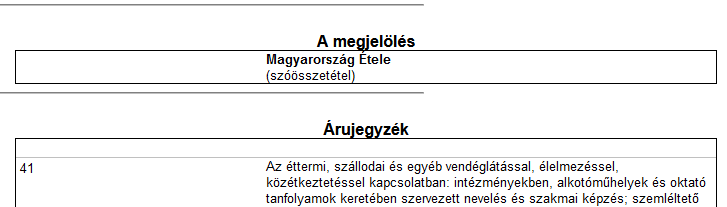 A megjelölés
Magyarország Étele
(szóösszetétel)
Árujegyzék
41
Az éttermi, szállodai és egyéb vendéglátással, élelmezéssel,
közétkeztetéssel kapcsolatban: intézményekben, alkotóműhelyek és oktató
tanfolyamok keretében szervezett nevelés és szakmai képzés; szemléltető